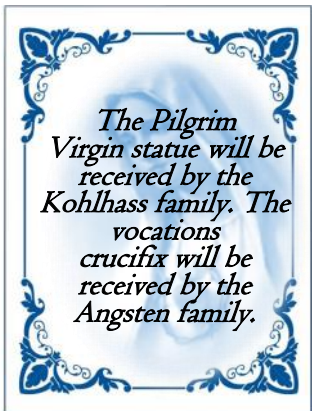 The Pilgrim
Virgin statue will be
received by the
Kohlhass family. The
vocations
crucifix will be
received by the
Angsten family.